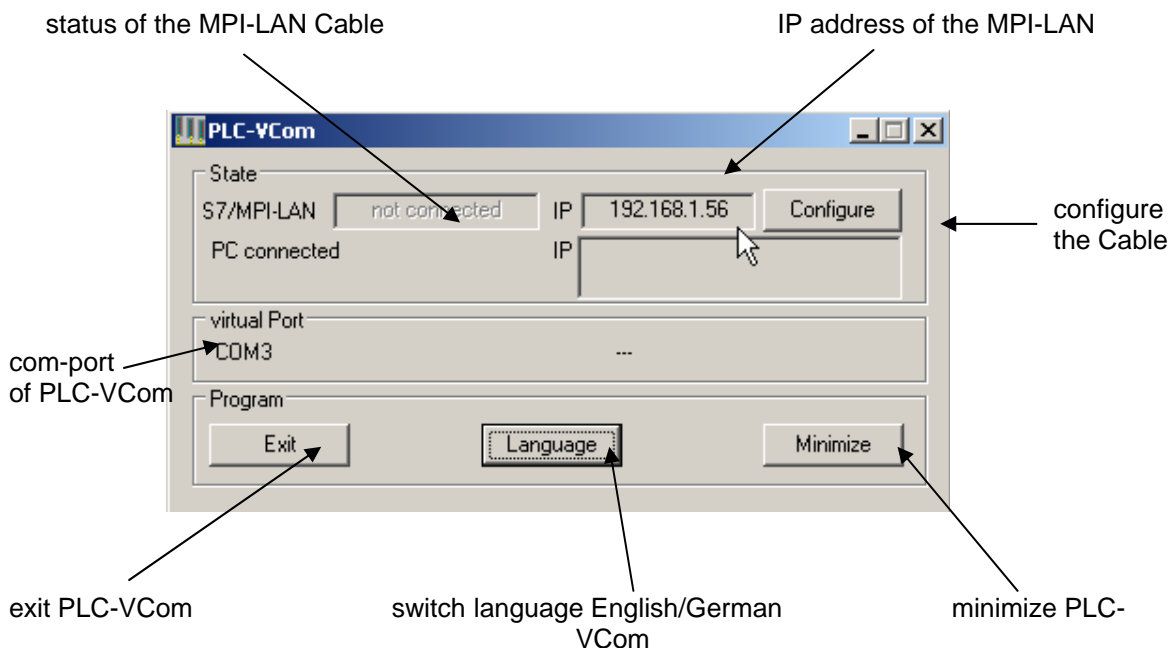 status of the MPI-LAN Cable
IP address of the MPI-LAN
PLC-VCom
State
S7/MPI-LAN not connected IP 192.168.1.56 Configure
configure
the Cable
PC connected IP
virtual Port
COM3 ---
com-port
of PLC-VCom
Program
Exit Language Minimize
exit PLC-VCom
switch language English/German
VCom
minimize PLC-